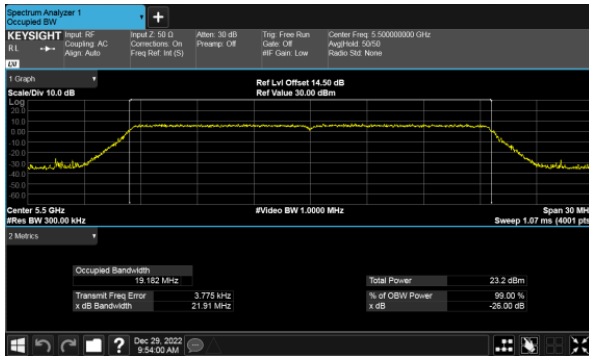 Spectrum Analyzer 1
Occupied BW
+
KEYSIGHT Input: RF Input Z: 50 Ω Atten: 30 dB Trig: Free Run Center Freq: 5.500000000 GHz
RL Coupling: AC Corrections: On Preamp: Off Gate: Off Avg|Hold: 50/50
Align: Auto Freq Ref: Int (S) #IF Gain: Low Radio Std: None
1 Graph
Ref Lvl Offset 14.50 dB
Scale/Div 10.0 dB Ref Value 30.00 dBm
Log
20.0
10.0
0.00
-10.0
-20.0
-30.0
-40.0
-50.0
-60.0
Center 5.5 GHz #Video BW 1.0000 MHz Span 30 MH
#Res BW 300.00 kHz Sweep 1.07 ms (4001 pts
2 Metrics
Occupied Bandwidth
19.182 MHz Total Power 23.2 dBm
Transmit Freq Error 3.775 kHz % of OBW Power 99.00 %
x dB Bandwidth 21.91 MHz x dB -26.00 dB
? Dec 29, 2022
9:54:00 AM